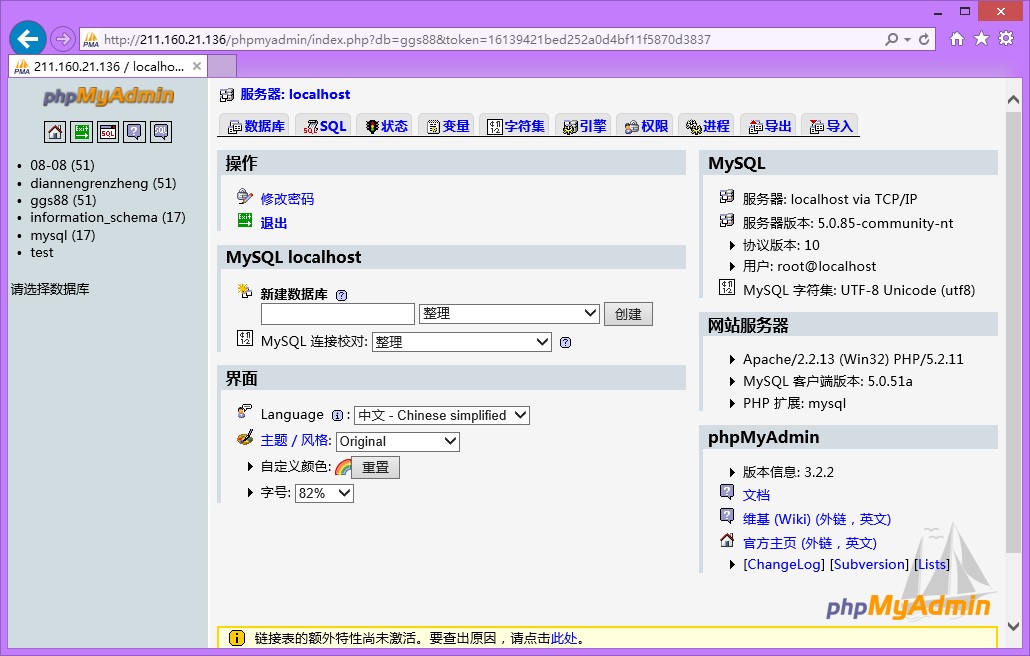 http://211.160.21.136/phpmyadmin/index.php?db=ggs88&token=16139421bed252a0d4bf11f5870d3837
211.160.21.136 / localho...
phpMyAdmin
08-08 (51)
diannengrenzheng (51)
ggs88 (51)
information_schema (17)
mysql (17)
test
请选择数据库
服务器: localhost
数据库 SQL 状态 变量 字符集 引擎 权限 进程 导出 导入
操作
修改密码
退出
MySQL localhost
新建数据库
整理 创建
MySQL 连接校对: 整理
界面
Language : 中文 - Chinese simplified
主题 / 风格: Original
自定义颜色: 重置
字号: 82%
MySQL
服务器: localhost via TCP/IP
服务器版本: 5.0.85-community-nt
协议版本: 10
用户: root@localhost
MySQL 字符集: UTF-8 Unicode (utf8)
网站服务器
Apache/2.2.13 (Win32) PHP/5.2.11
MySQL 客户端版本: 5.0.51a
PHP 扩展: mysql
phpMyAdmin
版本信息: 3.2.2
文档
维基 (Wiki) (外链，英文)
官方主页 (外链，英文)
[ChangeLog] [Subversion] [Lists]
phpMyAdmin
链接表的额外特性尚未激活。要查出原因，请点击此处。